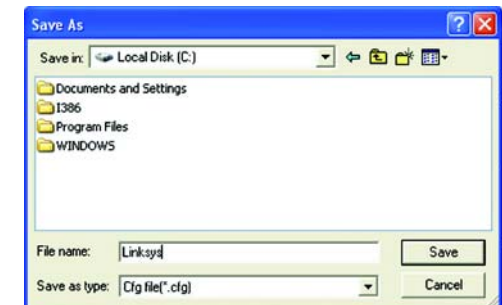 Save As
Save in: Local Disk (C:)
Documents and Settings
I386
Program Files
WINDOWS
File name: Linksys Save
Save as type: Cfg file(*.cfg) Cancel